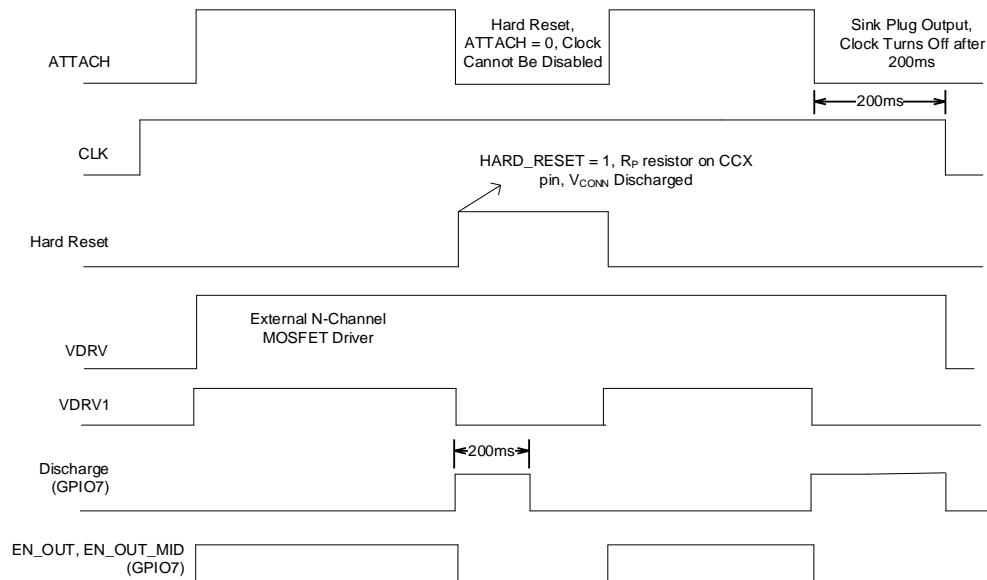 Hard Reset,
ATTACH = 0, Clock
Cannot Be Disabled
Sink Plug Output,
Clock Turns Off after
200ms
ATTACH
200ms
CLK
HARD_RESET = 1, RP resistor on CCX
pin, VCONN Discharged
Hard Reset
External N-Channel
MOSFET Driver
VDRV
VDRV1
200ms
Discharge
(GPIO7)
EN_OUT, EN_OUT_MID
(GPIO7)